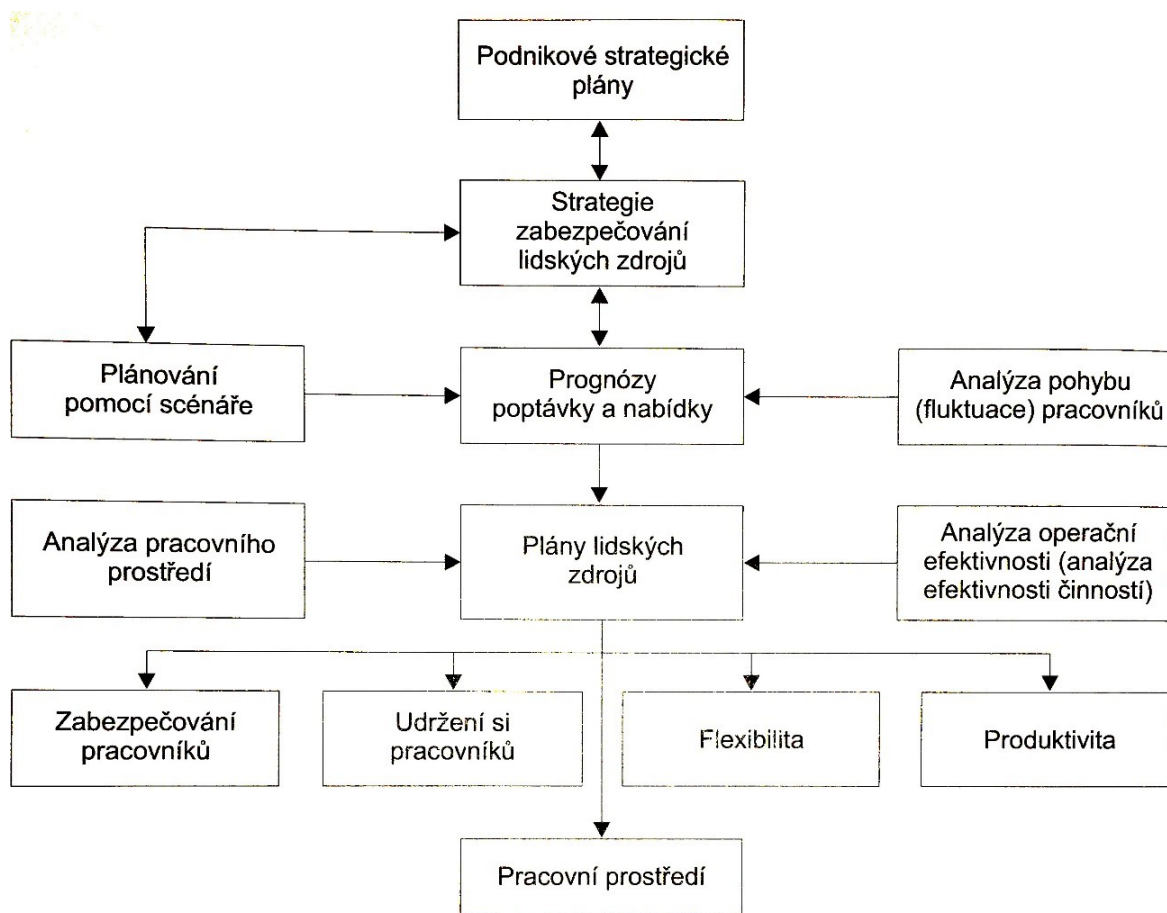 Podnikové strategické
plány
Strategie
zabezpečování
lidských zdrojů
Plánování
pomocí scénáře
Prognózy
poptávky a nabídky
Analýza pohybu
(fluktuace) pracovníků
Analýza pracovního
prostředí
Plány lidských
zdrojů
Analýza operační
efektivnosti (analýza
efektivnosti činností)
Zabezpečování
pracovníků
Udržení si
pracovníků
Flexibilita
Produktivita
Pracovní prostředí